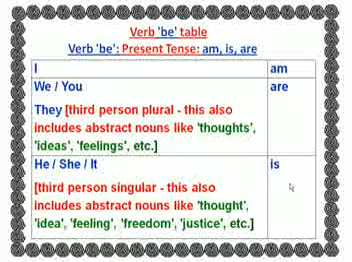 Verb 'be' table
Verb 'be': Present Tense: am, is, are
I am
We / You are
They [third person plural - this also
includes abstract nouns like 'thoughts',
'ideas', 'feelings', etc.]
He / She / It is
[third person singular - this also
includes abstract nouns like 'thought',
'idea', 'feeling', 'freedom', 'justice', etc.]